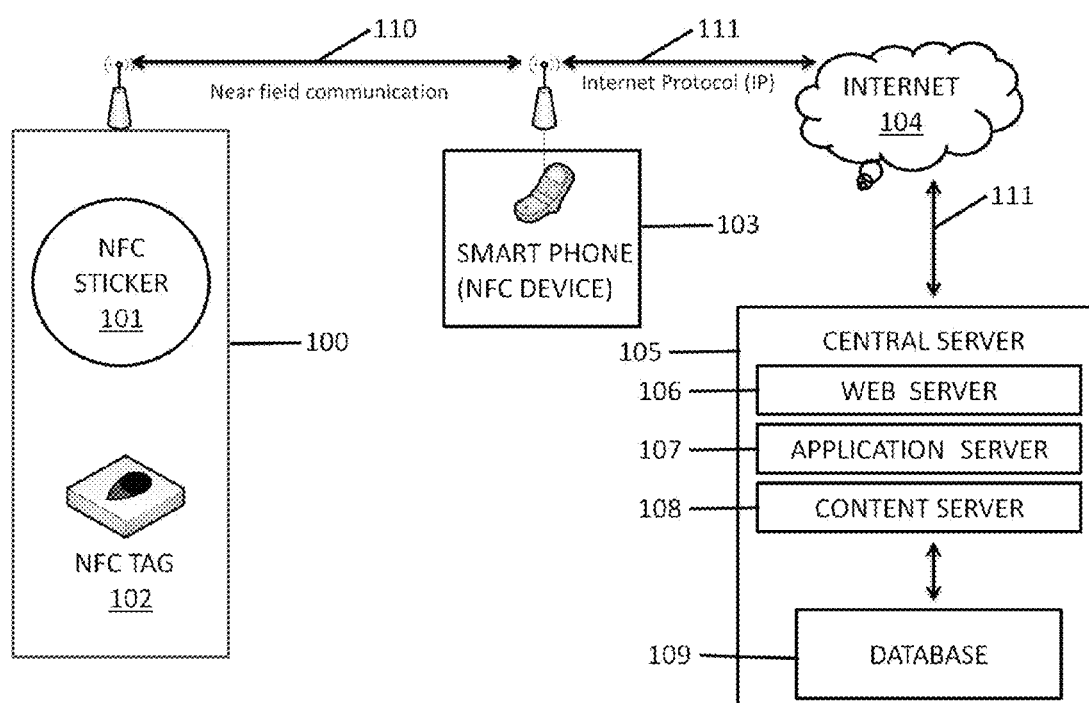 110
111
Near field communication
Internet Protocol (IP)
INTERNET
104
NFC
STICKER
101
100
NFC TAG
102
SMART PHONE
(NFC DEVICE)
103
111
105
CENTRAL SERVER
106
WEB SERVER
107
APPLICATION SERVER
108
CONTENT SERVER
109
DATABASE